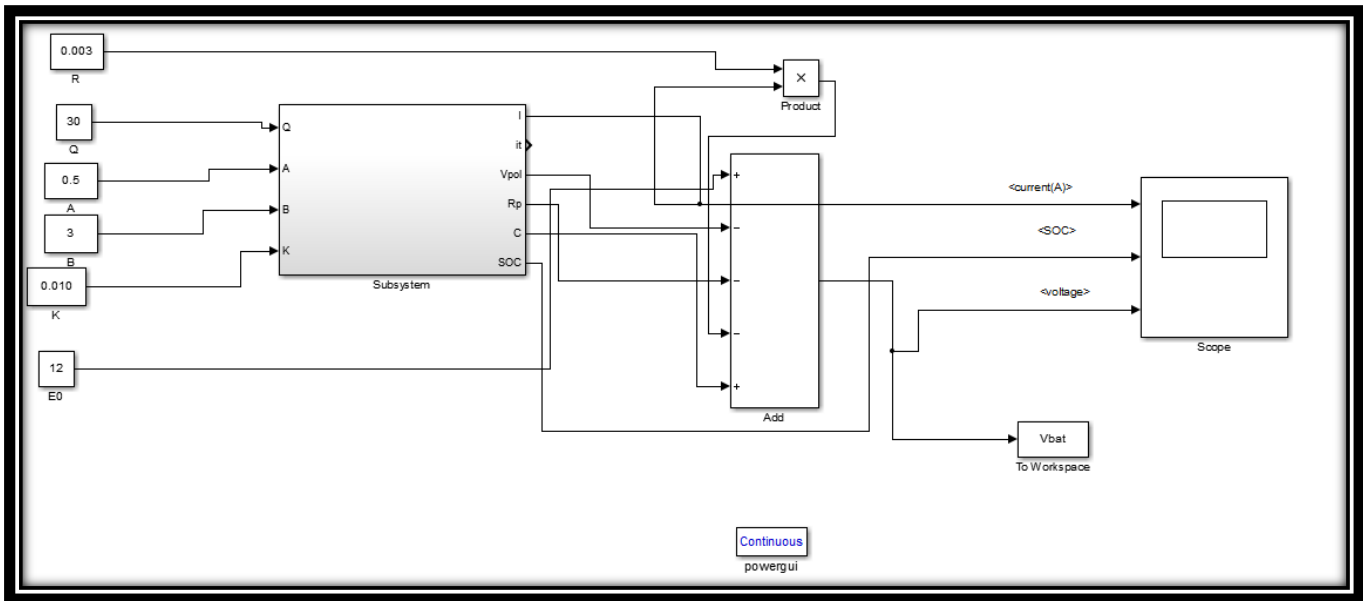 0.003
R
30
Q
0.5
A
3
B
0.010
K
12
E0
Q
A
B
K
I
it
Vpol
Rp
C
SOC
Subsystem
×
Product
+
−
−
−
+
Add
<current(A)>
<SOC>
<voltage>
Scope
Vbat
To Workspace
Continuous
powergui